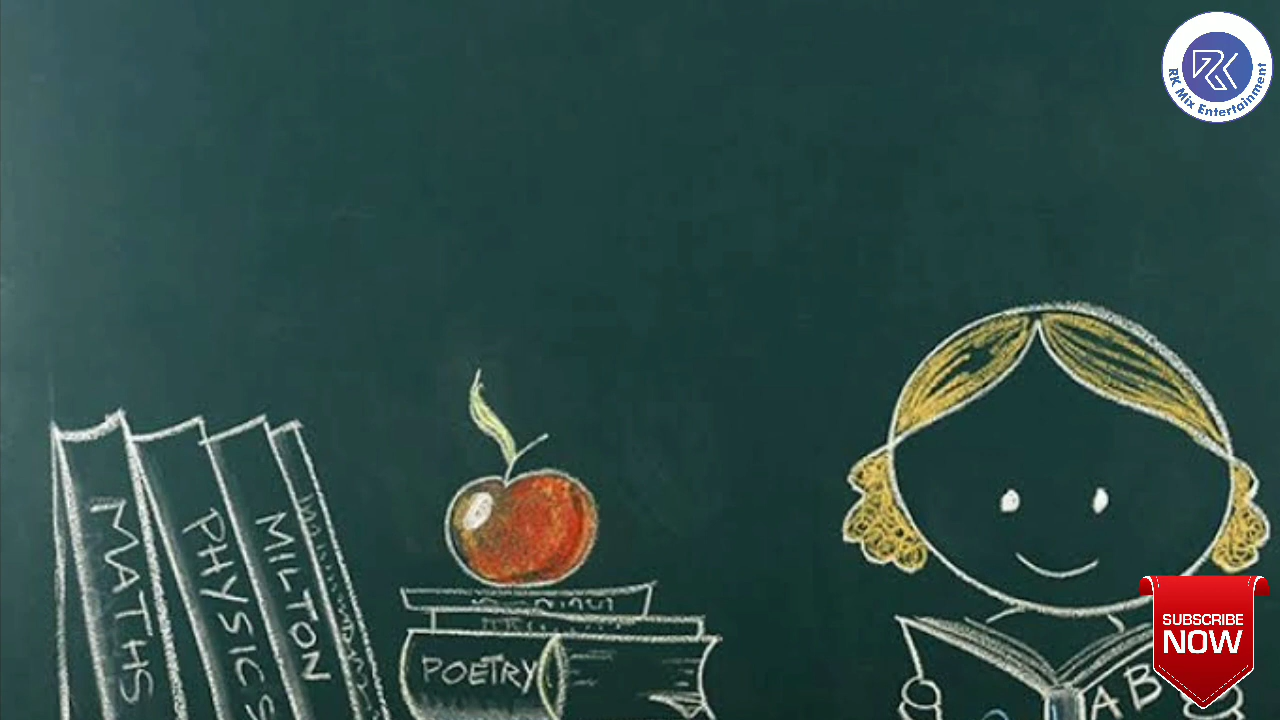 RK Mix Entertainment
MATHS
PHYSICS
MILTON
POETRY
AB
SUBSCRIBE
NOW